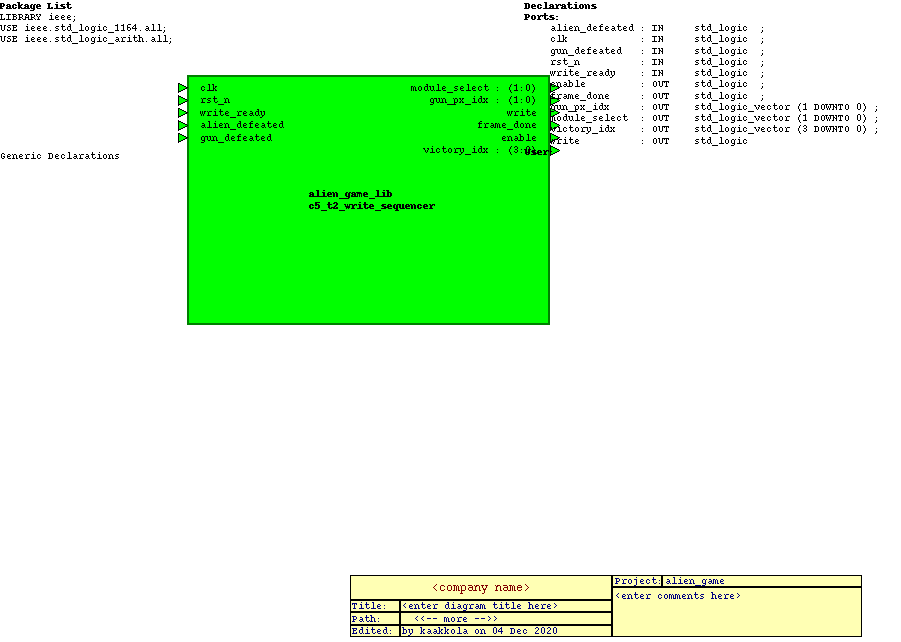 Package List
LIBRARY ieee;
USE ieee.std_logic_1164.all;
USE ieee.std_logic_arith.all;
Declarations
Ports:
alien_defeated : IN std_logic ;
clk : IN std_logic ;
gun_defeated : IN std_logic ;
rst_n : IN std_logic ;
write_ready : IN std_logic ;
enable : OUT std_logic ;
frame_done : OUT std_logic ;
gun_px_idx : OUT std_logic_vector (1 DOWNTO 0) ;
module_select : OUT std_logic_vector (1 DOWNTO 0) ;
victory_idx : OUT std_logic_vector (3 DOWNTO 0) ;
write : OUT std_logic
User:
clk
rst_n
write_ready
alien_defeated
gun_defeated
module_select : (1:0)
gun_px_idx : (1:0)
write
frame_done
enable
victory_idx : (3:0)
Generic Declarations
alien_game_lib
c5_t2_write_sequencer
<company name>
Title: <enter diagram title here>
Path: <<-- more -->>
Edited: by kaakkola on 04 Dec 2020
Project: alien_game
<enter comments here>